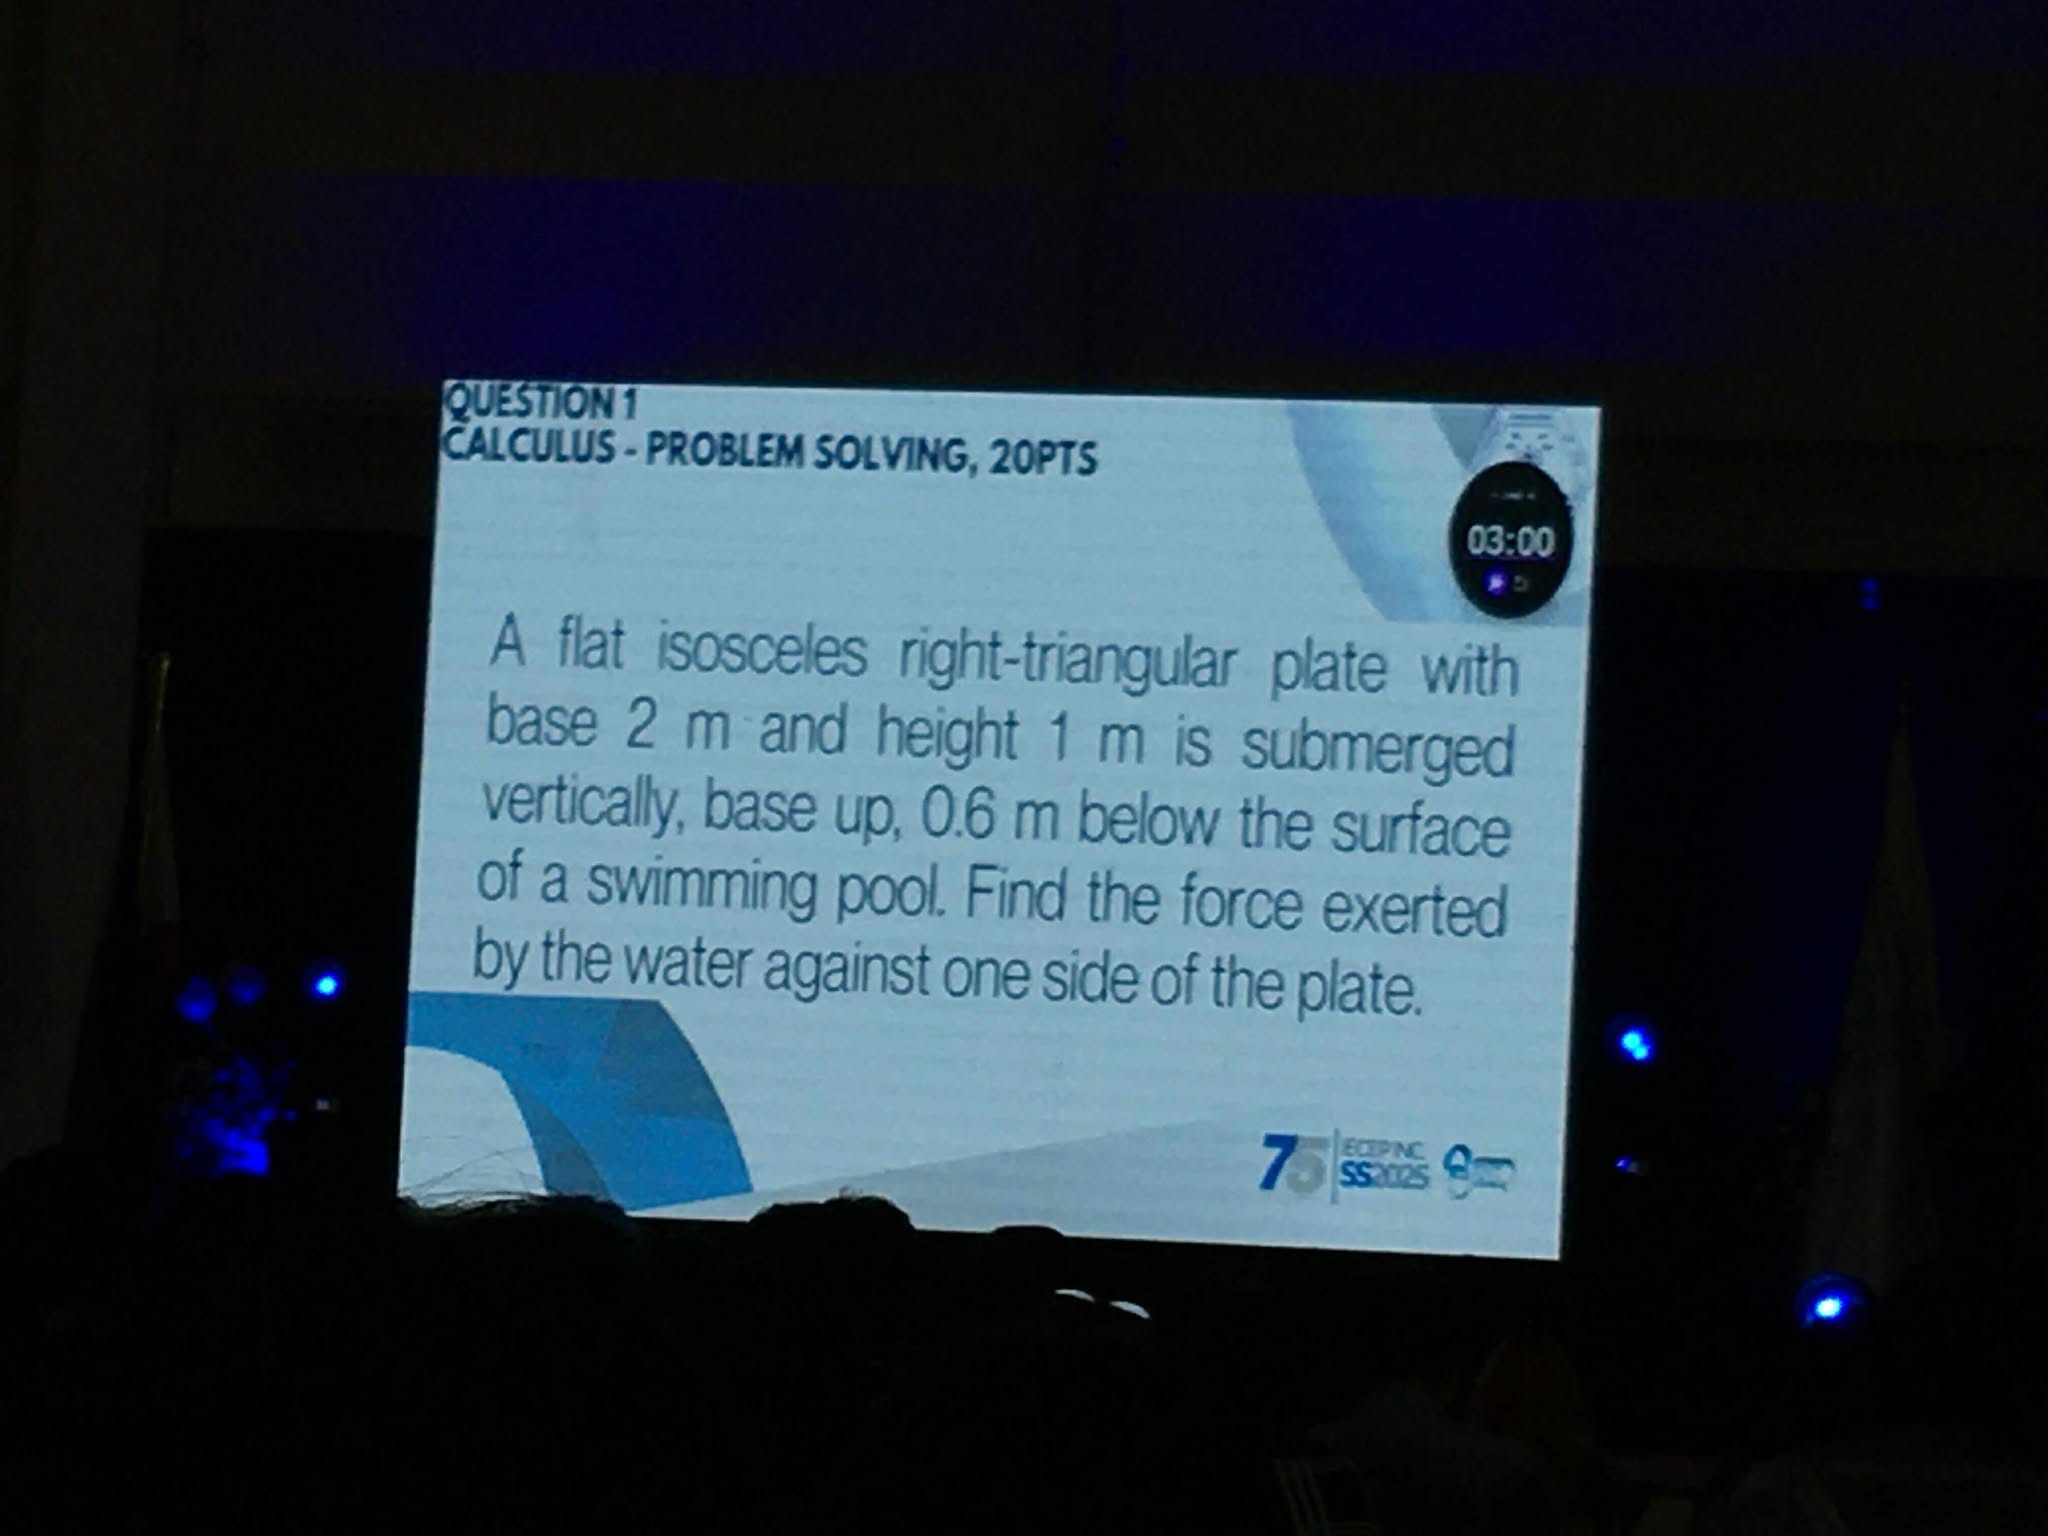 QUESTION 1
CALCULUS - PROBLEM SOLVING, 20PTS
03:00
A flat isosceles right-triangular plate with
base 2 m and height 1 m is submerged
vertically, base up, 0.6 m below the surface
of a swimming pool. Find the force exerted
by the water against one side of the plate.
75
IECEP INC.
SS2025